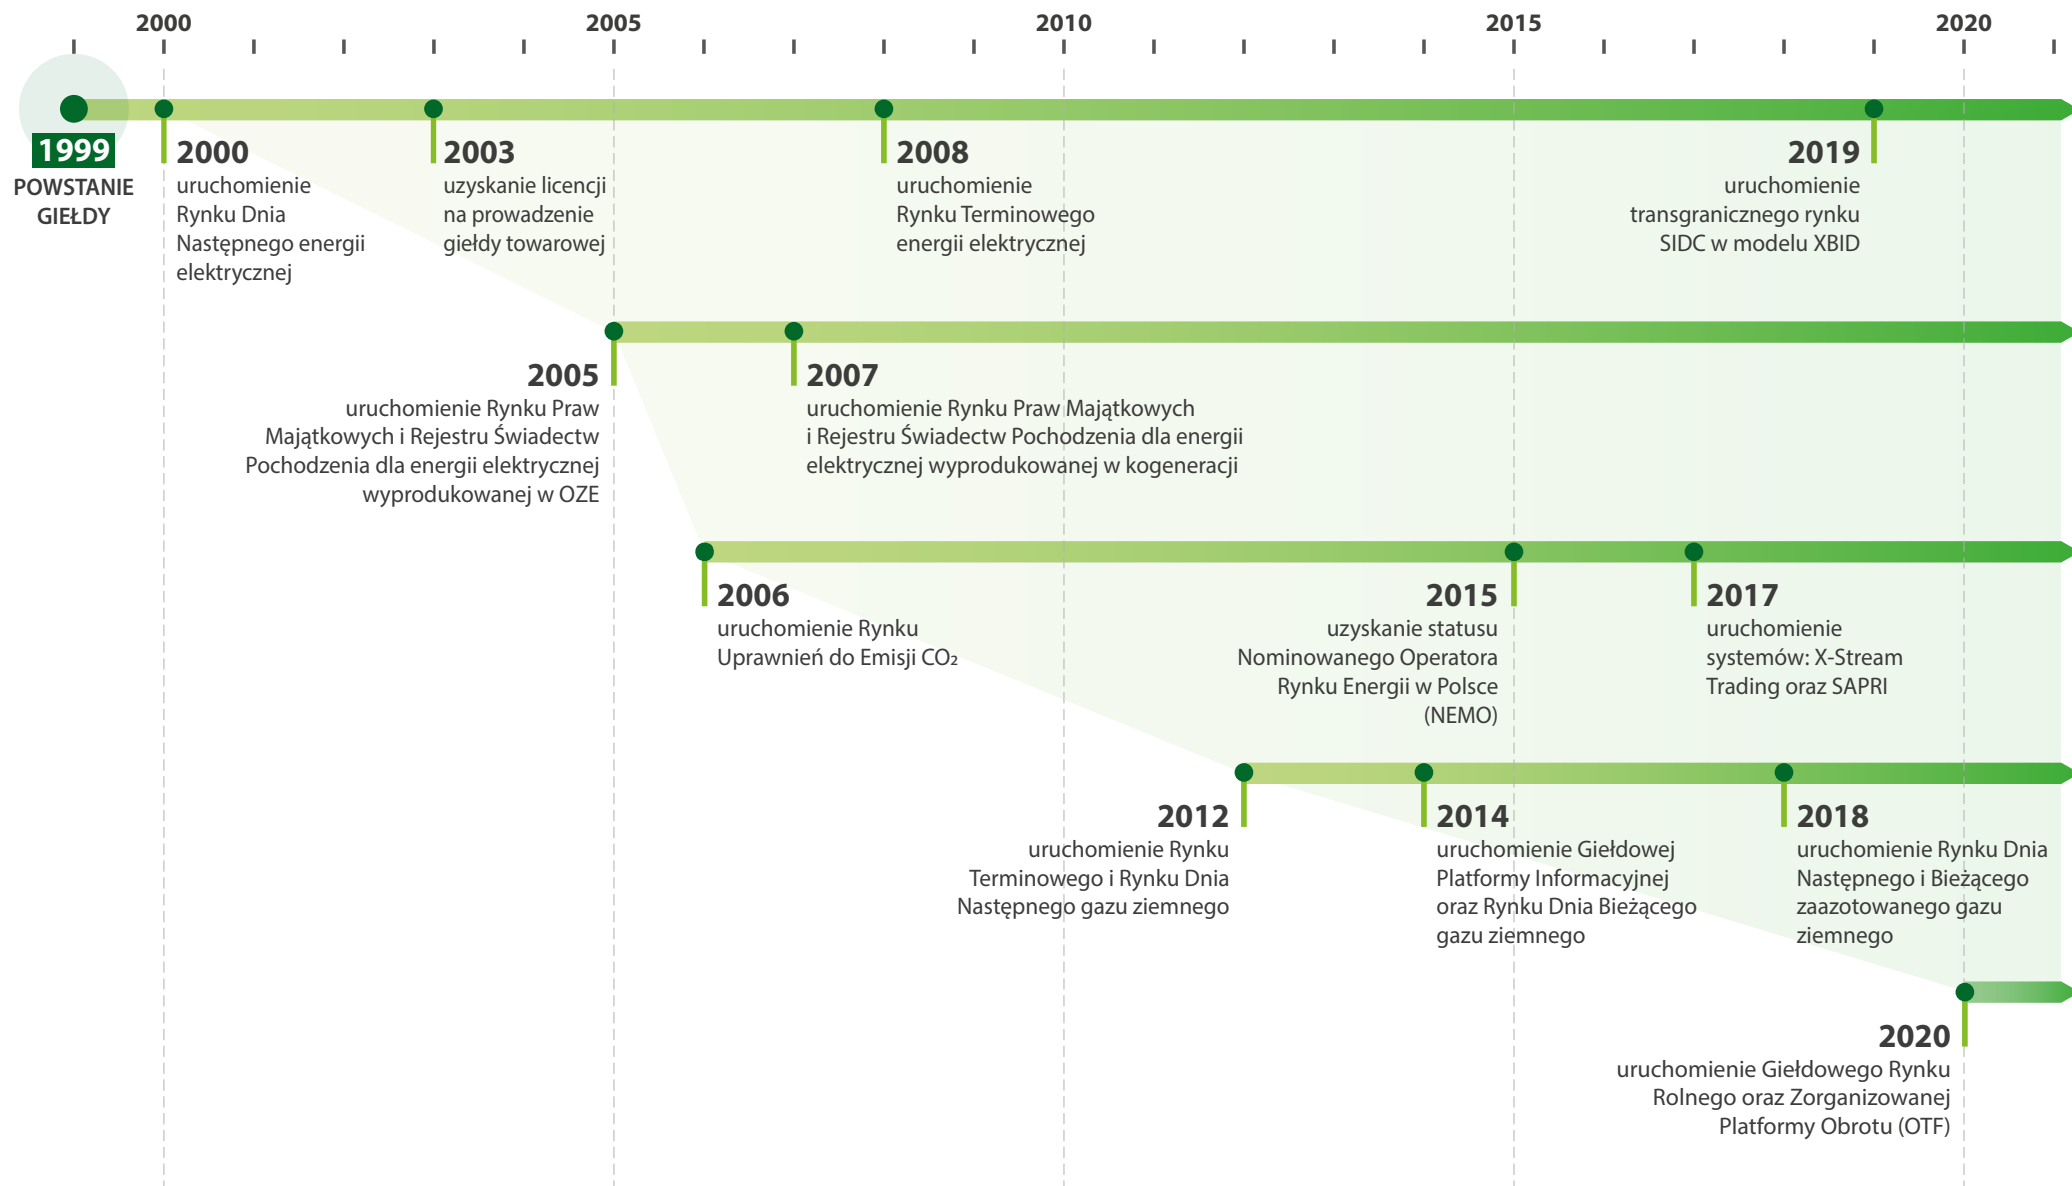 2000
2005
2010
2015
2020
1999
POWSTANIE
GIEŁDY
2000
uruchomienie
Rynku Dnia
Następnego energii
elektrycznej
2003
uzyskanie licencji
na prowadzenie
giełdy towarowej
2008
uruchomienie
Rynku Terminowego
energii elektrycznej
2019
uruchomienie
transgranicznego rynku
SIDC w modelu XBID
2005
uruchomienie Rynku Praw
Majątkowych i Rejestru Świadectw
Pochodzenia dla energii elektrycznej
wyprodukowanej w OZE
2007
uruchomienie Rynku Praw Majątkowych
i Rejestru Świadectw Pochodzenia dla energii
elektrycznej wyprodukowanej w kogeneracji
2006
uruchomienie Rynku
Uprawnień do Emisji CO₂
2015
uzyskanie statusu
Nominowanego Operatora
Rynku Energii w Polsce
(NEMO)
2017
uruchomienie
systemów: X-Stream
Trading oraz SAPRI
2012
uruchomienie Rynku
Terminowego i Rynku Dnia
Następnego gazu ziemnego
2014
uruchomienie Giełdowej
Platformy Informacyjnej
oraz Rynku Dnia Bieżącego
gazu ziemnego
2018
uruchomienie Rynku Dnia
Następnego i Bieżącego
zaazotowanego gazu
ziemnego
2020
uruchomienie Giełdowego Rynku
Rolnego oraz Zorganizowanej
Platformy Obrotu (OTF)